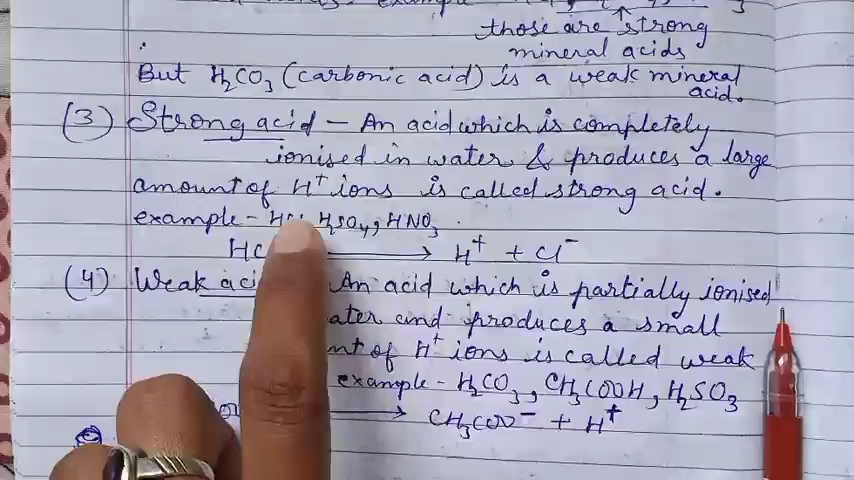 those are strong
mineral acids
But H₂CO₃ (carbonic acid) is a weak mineral
acid.
(3) Strong acid – An acid which is completely
ionised in water & produces a large
amount of H⁺ ions is called strong acid.
example – H₂SO₄, HNO₃
HC → H⁺ + Cl⁻
(4) Weak aci An acid which is partially ionised
ater and produces a small
nt of H⁺ ions is called weak
example – H₂CO₃, CH₃COOH, H₂SO₃
→ CH₃COO⁻ + H⁺